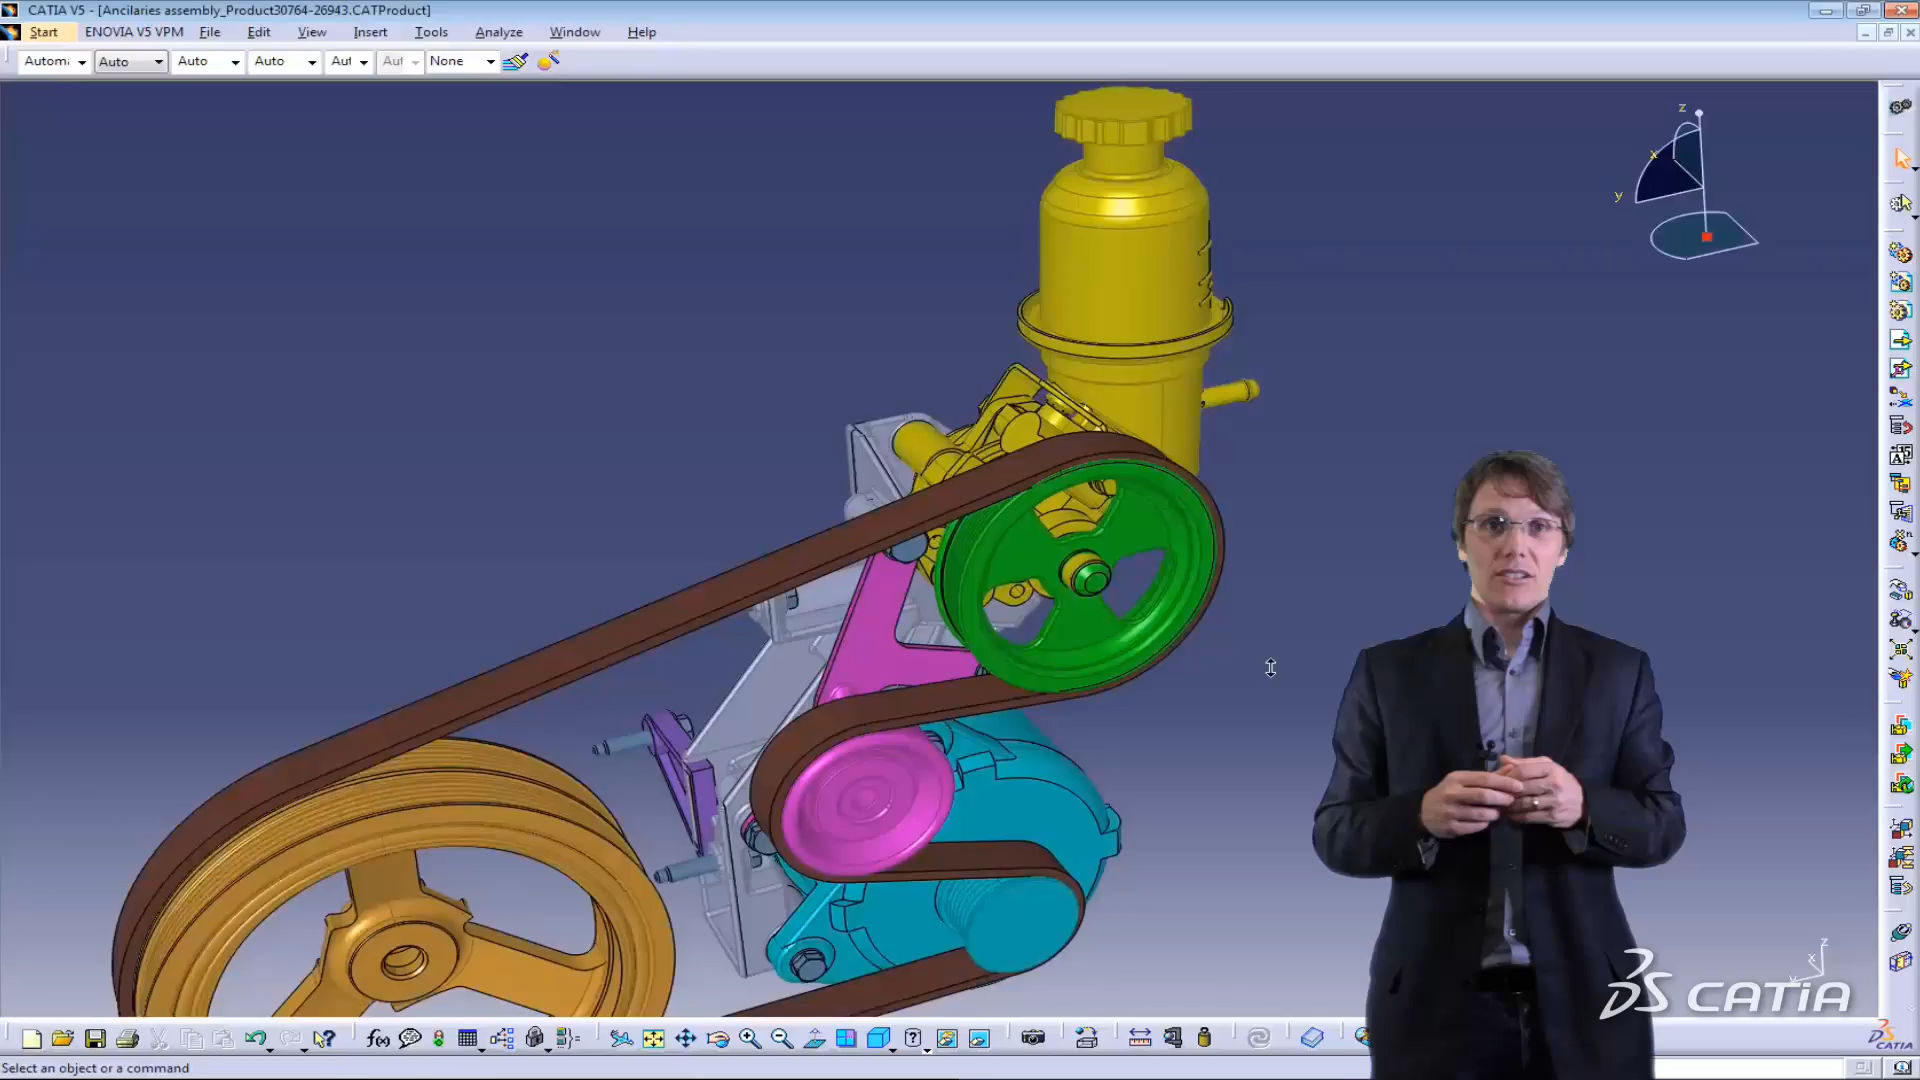 CATIA V5 - [Ancilaries assembly_Product30764-26943.CATProduct]
Start ENOVIA V5 VPM File Edit View Insert Tools Analyze Window Help
Autom Auto Auto Auto Aut Aut None
z
x
y
z
x
CATIA
CATIA
Select an object or a command